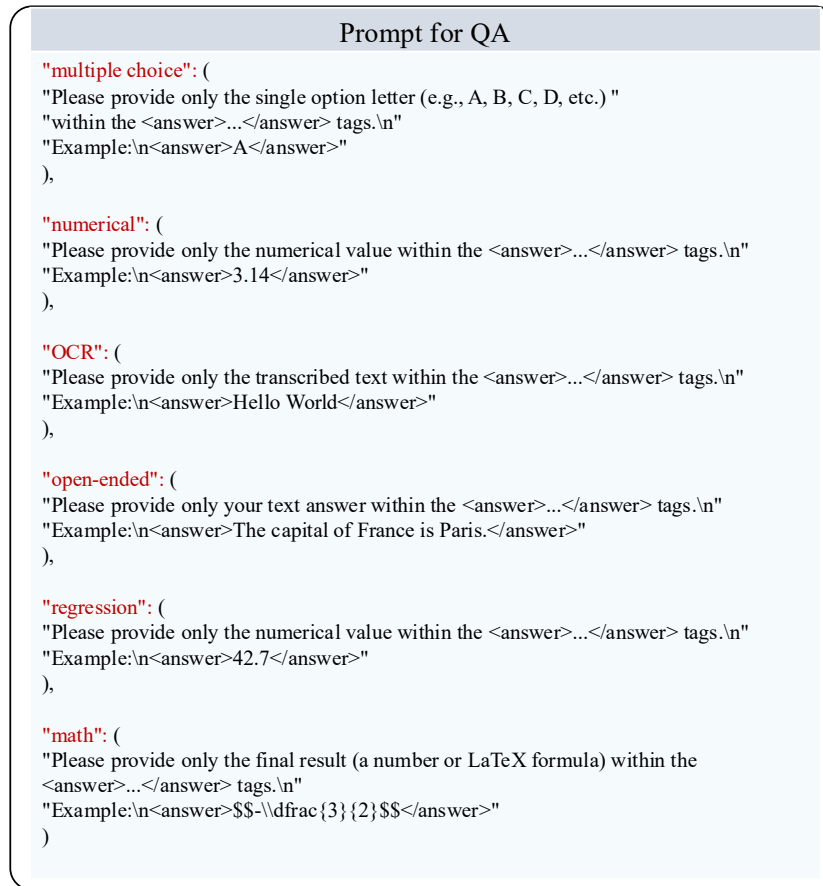 Prompt for QA
"multiple choice": (
"Please provide only the single option letter (e.g., A, B, C, D, etc.) "
"within the <answer>...</answer> tags.\n"
"Example:\n<answer>A</answer>"
),
"numerical": (
"Please provide only the numerical value within the <answer>...</answer> tags.\n"
"Example:\n<answer>3.14</answer>"
),
"OCR": (
"Please provide only the transcribed text within the <answer>...</answer> tags.\n"
"Example:\n<answer>Hello World</answer>"
),
"open-ended": (
"Please provide only your text answer within the <answer>...</answer> tags.\n"
"Example:\n<answer>The capital of France is Paris.</answer>"
),
"regression": (
"Please provide only the numerical value within the <answer>...</answer> tags.\n"
"Example:\n<answer>42.7</answer>"
),
"math": (
"Please provide only the final result (a number or LaTeX formula) within the
<answer>...</answer> tags.\n"
"Example:\n<answer>$$-\\dfrac{3}{2}$$</answer>"
)